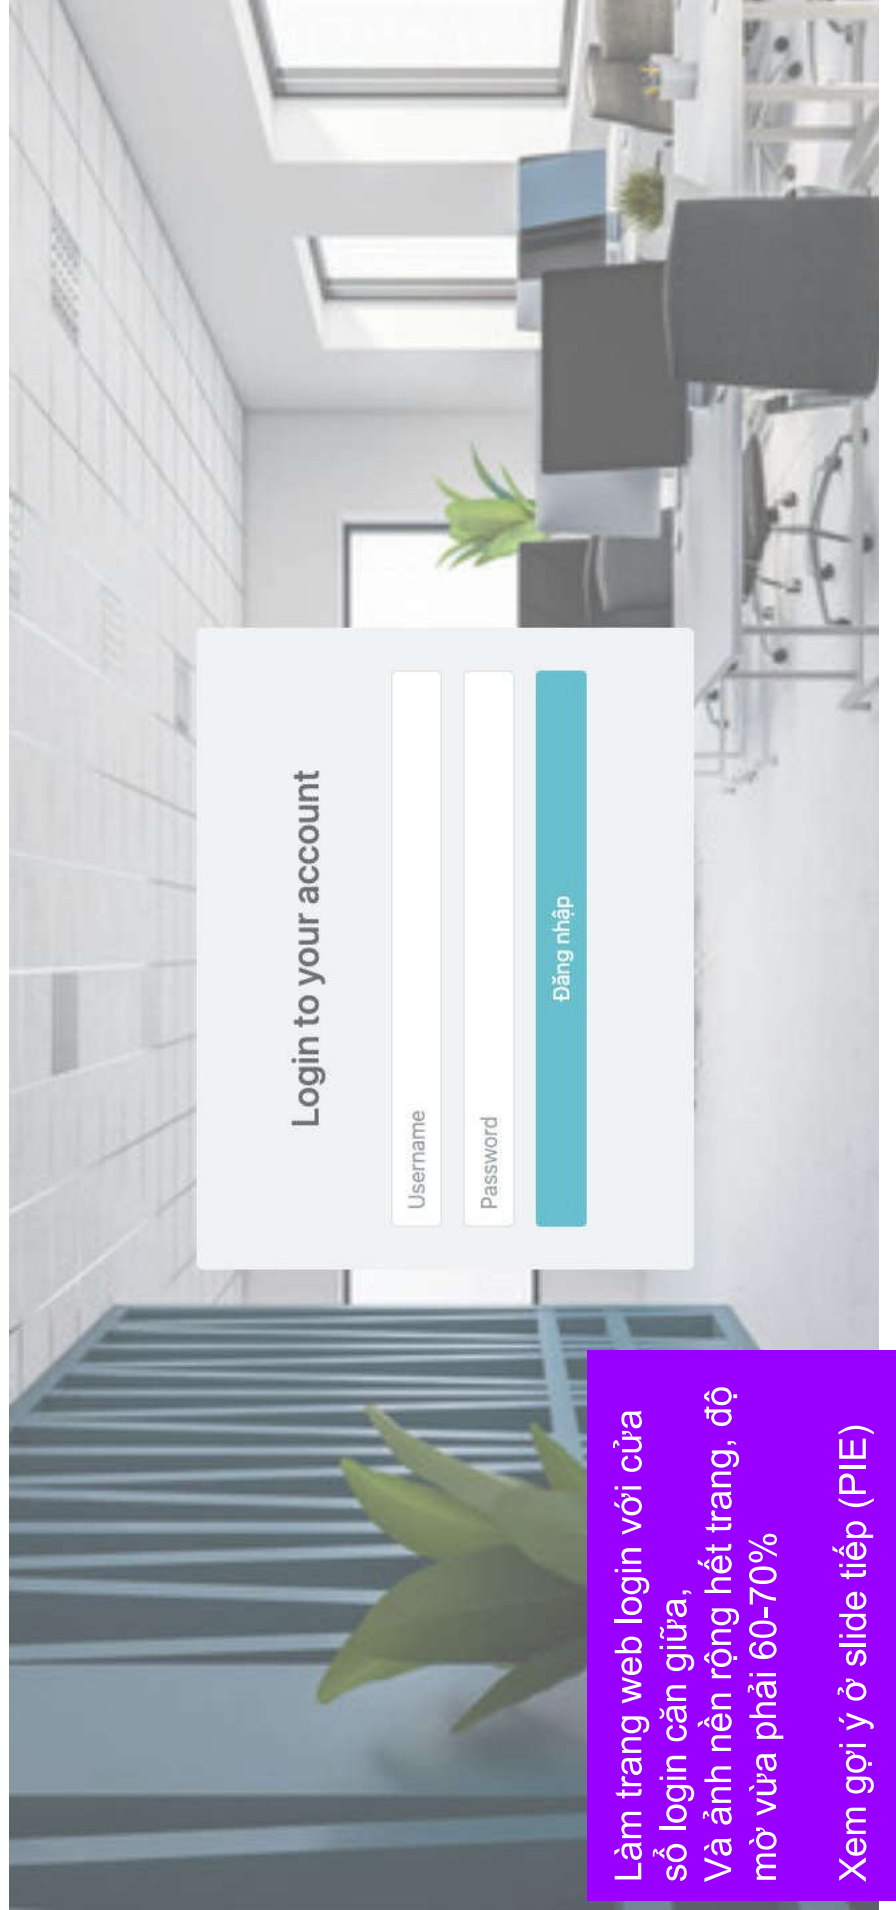 Login to your account
Username
Password
Đăng nhập
Làm trang web login với cửa
sổ login căn giữa,
Và ảnh nền rộng hết trang, độ
mờ vừa phải 60-70%
Xem gợi ý ở slide tiếp (PIE)